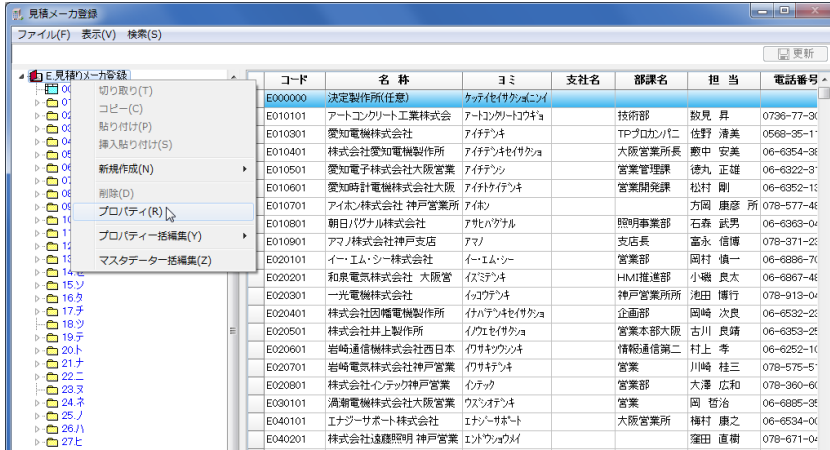 見積メーカ登録
ファイル(F) 表示(V) 検索(S)
更新
E.見積りメーカ登録
切り取り(T)
コピー(C)
貼り付け(P)
挿入貼り付け(S)
新規作成(N)
削除(D)
プロパティ(R)
プロパティ一括編集(Y)
マスタデータ一括編集(Z)
15.ソ
16.タ
17.チ
18.ツ
19.テ
20.ト
21.ナ
22.ニ
23.ヌ
24.ネ
25.ノ
26.ハ
27.ヒ
コード 名 称 ヨミ 支社名 部課名 担 当 電話番号
E000000 決定製作所(任意) ケッテイセイサクショ(ニンイ
E010101 アートコンクリート工業株式会 アートコンクリートコウギョ 技術部 数見 昇 0736-77-30
E010301 愛知電機株式会社 アイチデンキ TPプロカンパニ 佐野 清美 0568-35-1
E010401 株式会社愛知電機製作所 アイチデンキセイサクショ 大阪営業所長 藪中 安美 06-6354-38
E010501 愛知電子株式会社大阪営業 アイチデンシ 営業管理課 徳丸 正雄 06-6322-3
E010601 愛知時計電機株式会社大阪 アイチトケイデンキ 営業開発課 松村 剛 06-6352-13
E010701 アイホン株式会社 神戸営業所 アイホン 方岡 康彦 所 078-577-48
E010801 朝日パグナル株式会社 アサヒパグナル 照明事業部 石森 武男 06-6363-04
E010901 アマノ株式会社神戸支店 アマノ 支店長 富永 信博 078-371-23
E020101 イー・エム・シー株式会社 イー・エム・シー 営業部 岡村 慎一 06-6886-70
E020201 和泉電気株式会社 大阪営 イズミデンキ HMI推進部 小磯 良太 06-6867-48
E020301 一光電機株式会社 イッコウデンキ 神戸営業所所 池田 博行 078-913-04
E020401 株式会社因幡電機製作所 イナバデンキセイサクショ 企画部 岡崎 次良 06-6532-23
E020501 株式会社井上製作所 イノウエセイサクショ 営業本部大阪 古川 良靖 06-6353-25
E020601 岩崎通信機株式会社西日本 イワサキツウシンキ 情報通信第二 村上 孝 06-6252-10
E020701 岩崎電気株式会社神戸営業 イワサキデンキ 営業 川崎 桂三 078-575-5
E020801 株式会社インテック神戸営業 インテック 営業部 大澤 広和 078-360-60
E030101 渦潮電機株式会社大阪営業 ウズシオデンキ 営業 岡 哲治 06-6885-35
E040101 エナジーサポート株式会社 エナジーサポート 大阪営業所 梅村 康之 06-6534-00
E040201 株式会社遠藤照明 神戸営業 エンドウショウメイ 窪田 直樹 078-671-04